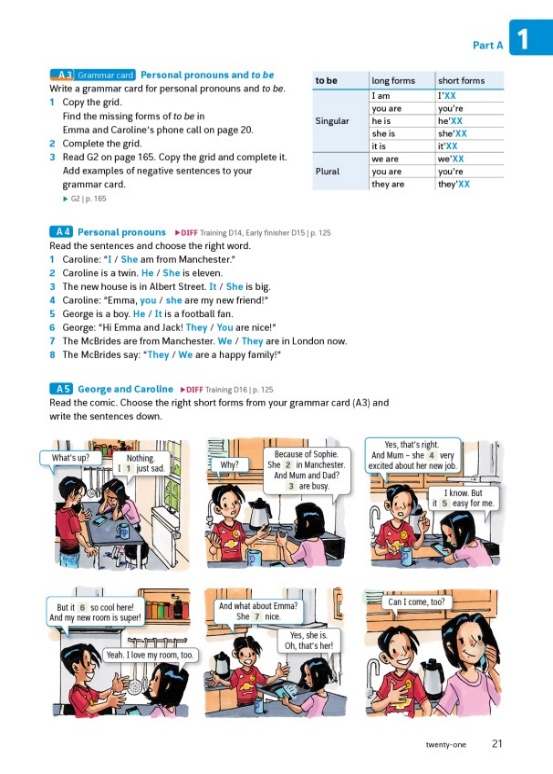 Part A 1
A 3 Grammar card Personal pronouns and to be
Write a grammar card for personal pronouns and to be.
1 Copy the grid.
Find the missing forms of to be in
Emma and Caroline's phone call on page 20.
2 Complete the grid.
3 Read G2 on page 165. Copy the grid and complete it.
Add examples of negative sentences to your
grammar card.
▶ G2 | p. 165
to be long forms short forms
Singular
I am I'XX
you are you're
he is he'XX
she is she'XX
it is it'XX
Plural
we are we'XX
you are you're
they are they'XX
A 4 Personal pronouns ▶DIFF Training D14, Early finisher D15 | p. 125
Read the sentences and choose the right word.
1 Caroline: "I / She am from Manchester."
2 Caroline is a twin. He / She is eleven.
3 The new house is in Albert Street. It / She is big.
4 Caroline: "Emma, you / she are my new friend!"
5 George is a boy. He / It is a football fan.
6 George: "Hi Emma and Jack! They / You are nice!"
7 The McBrides are from Manchester. We / They are in London now.
8 The McBrides say: "They / We are a happy family!"
A 5 George and Caroline ▶DIFF Training D16 | p. 125
Read the comic. Choose the right short forms from your grammar card (A3) and
write the sentences down.
What's up?
Nothing.
I 1 just sad.
Why?
Because of Sophie.
She 2 in Manchester.
And Mum and Dad?
3 are busy.
Yes, that's right.
And Mum – she 4 very
excited about her new job.
I know. But
it 5 easy for me.
But it 6 so cool here!
And my new room is super!
Yeah. I love my room, too.
And what about Emma?
She 7 nice.
Yes, she is.
Oh, that's her!
Can I come, too?
twenty-one 21